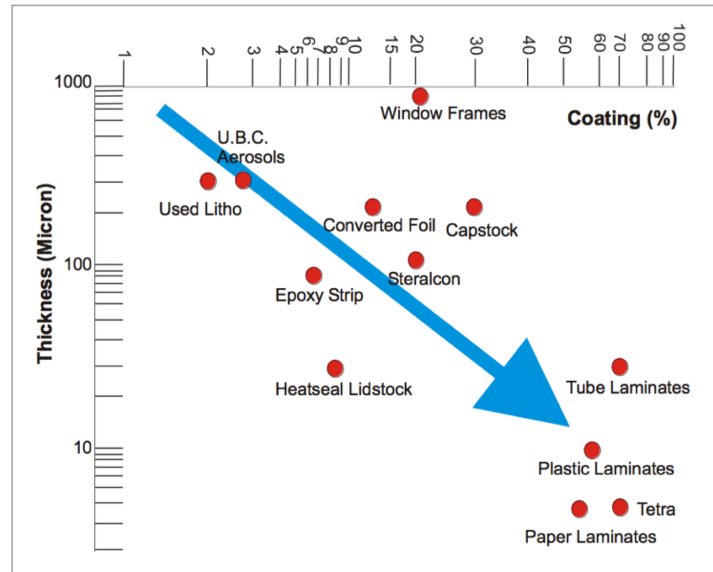 1 2 3 4 5 6 7 8 9 10 15 20 30 40 50 60 70 80 90 100
1000
Window Frames
Coating (%)
U.B.C.
Aerosols
Used Litho
Converted Foil
Capstock
Thickness (Micron)
100
Steralcon
Epoxy Strip
Heatseal Lidstock
Tube Laminates
10
Plastic Laminates
Tetra
Paper Laminates